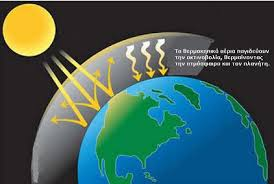 Τα θερμοκηπικά αέρια παγιδεύουν
την ακτινοβολία, θερμαίνοντας
την ατμόσφαιρα και τον πλανήτη.